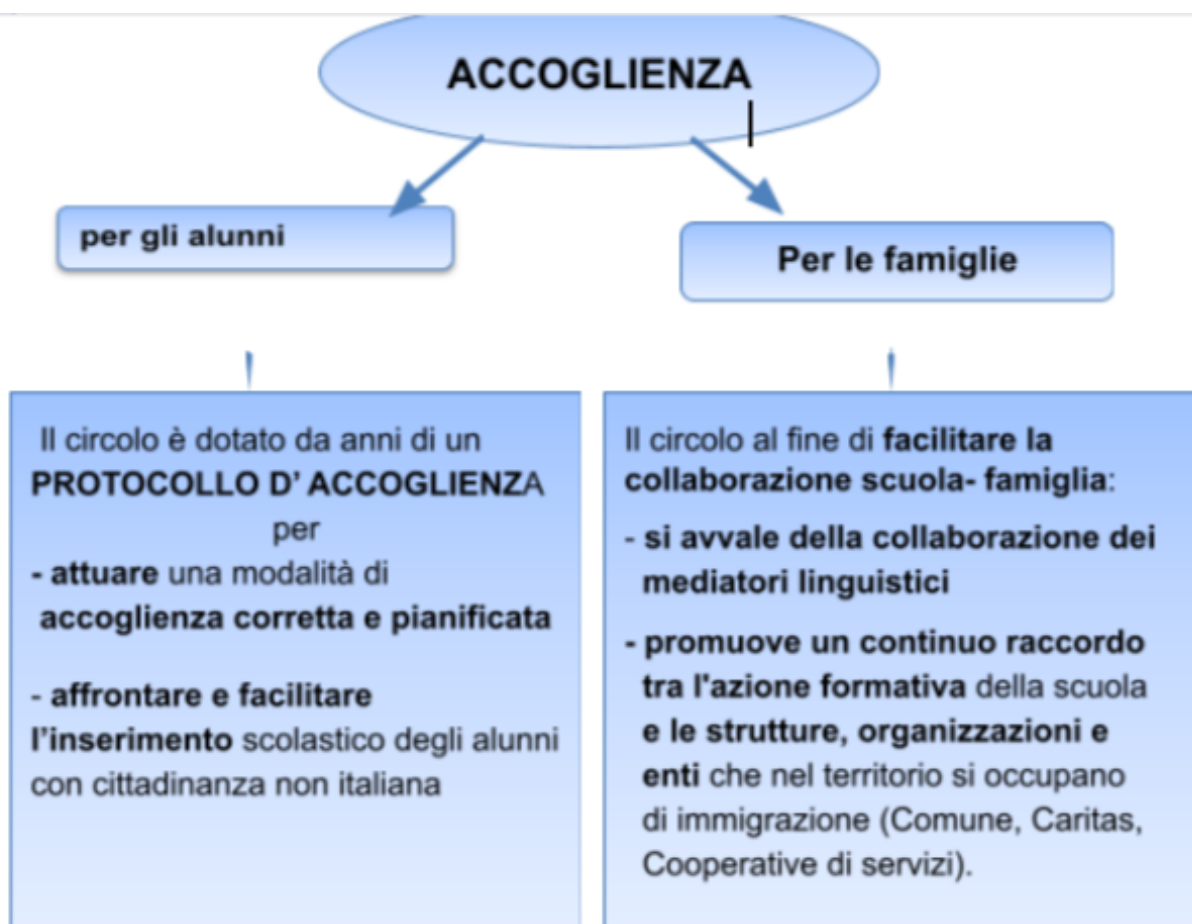 ACCOGLIENZA
per gli alunni
Per le famiglie
Il circolo è dotato da anni di un
PROTOCOLLO D' ACCOGLIENZA
per
- attuare una modalità di
accoglienza corretta e pianificata
- affrontare e facilitare
l'inserimento scolastico degli alunni
con cittadinanza non italiana
Il circolo al fine di facilitare la
collaborazione scuola- famiglia:
- si avvale della collaborazione dei
mediatori linguistici
- promuove un continuo raccordo
tra l'azione formativa della scuola
e le strutture, organizzazioni e
enti che nel territorio si occupano
di immigrazione (Comune, Caritas,
Cooperative di servizi).